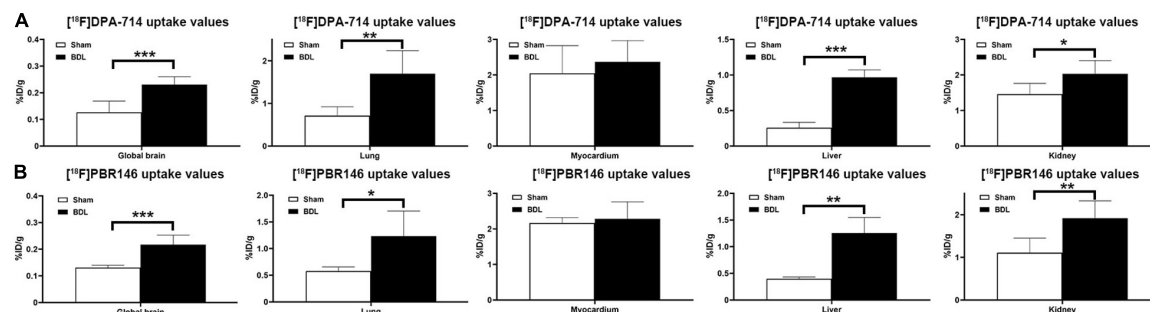 A
[¹⁸F]DPA-714 uptake values
Sham
BDL
***
%ID/g
0.4
0.3
0.2
0.1
0
Global brain
[¹⁸F]DPA-714 uptake values
Sham
BDL
**
%ID/g
2
1
0
Lung
[¹⁸F]DPA-714 uptake values
Sham
BDL
%ID/g
3
2
1
0
Myocardium
[¹⁸F]DPA-714 uptake values
Sham
BDL
***
%ID/g
1.5
1.0
0.5
0
Liver
[¹⁸F]DPA-714 uptake values
Sham
BDL
*
%ID/g
3
2
1
0
Kidney
B
[¹⁸F]PBR146 uptake values
Sham
BDL
***
%ID/g
0.4
0.3
0.2
0.1
0
Global brain
[¹⁸F]PBR146 uptake values
Sham
BDL
*
%ID/g
2.0
1.5
1.0
0.5
0
Lung
[¹⁸F]PBR146 uptake values
Sham
BDL
%ID/g
3
2
1
0
Myocardium
[¹⁸F]PBR146 uptake values
Sham
BDL
**
%ID/g
2.0
1.5
1.0
0.5
0
Liver
[¹⁸F]PBR146 uptake values
Sham
BDL
**
%ID/g
2
1
0
Kidney